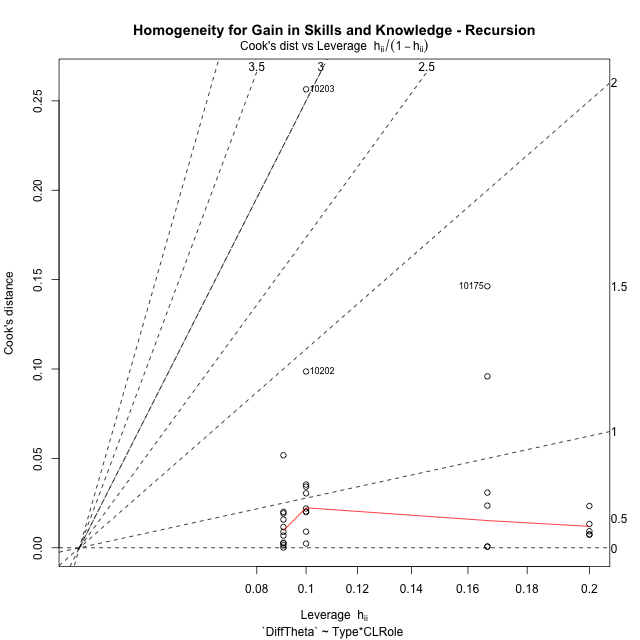 Homogeneity for Gain in Skills and Knowledge - Recursion
Cook's dist vs Leverage hii/(1 − hii)
3.5
3
2.5
2
10203
0.25
0.20
1.5
10175
0.15
10202
0.10
1
0.05
0.5
0.00
0
Cook's distance
0.08 0.1 0.12 0.14 0.16 0.18 0.2
Leverage hii
`DiffTheta` ~ Type*CLRole